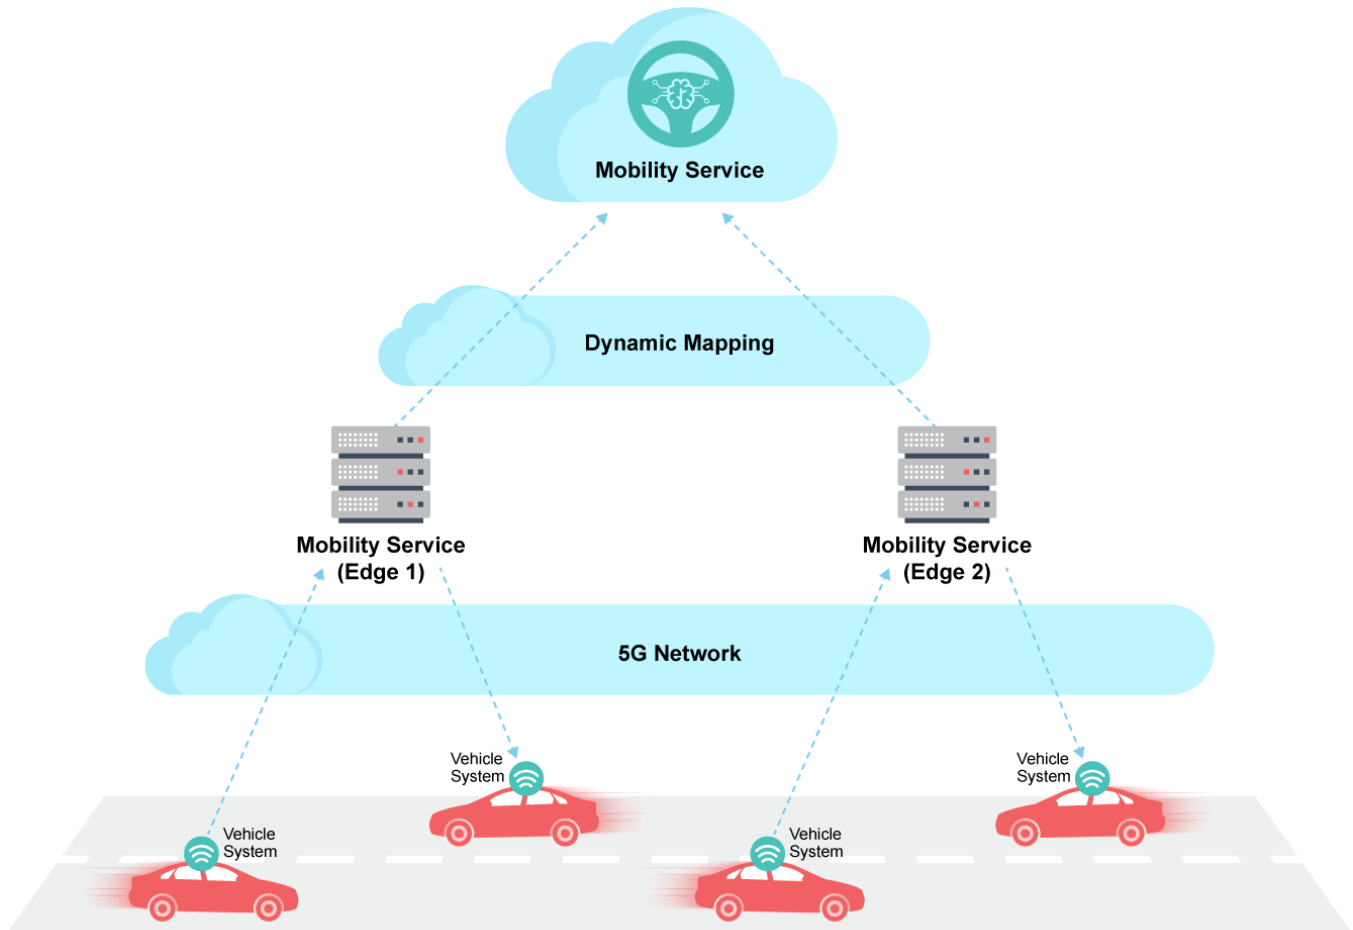 Mobility Service
Dynamic Mapping
Mobility Service
(Edge 1)
Mobility Service
(Edge 2)
5G Network
Vehicle
System
Vehicle
System
Vehicle
System
Vehicle
System